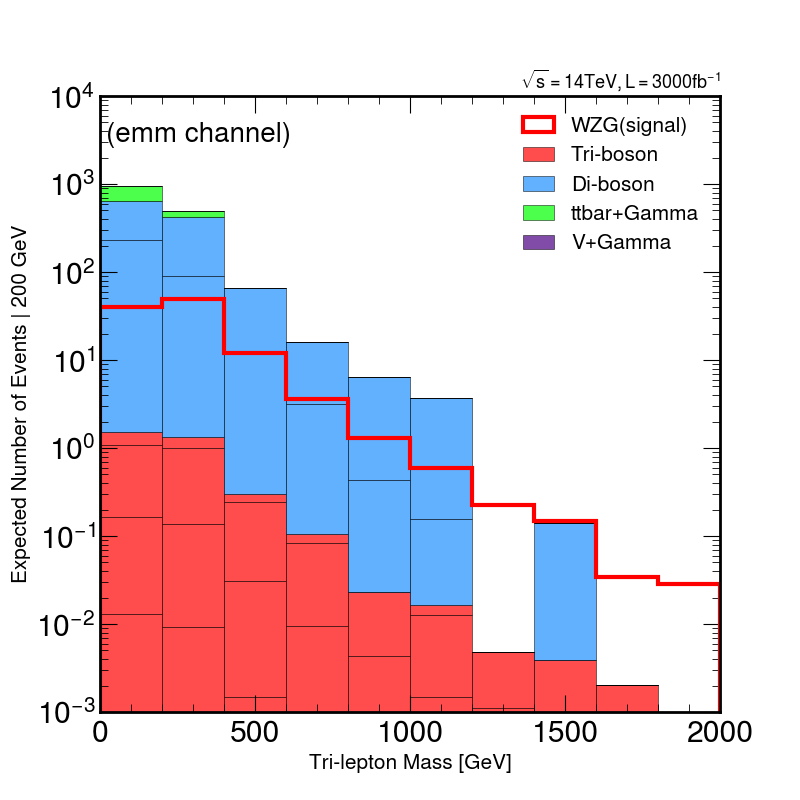 √s = 14TeV, L = 3000fb⁻¹
(emm channel)
WZG(signal)
Tri-boson
Di-boson
ttbar+Gamma
V+Gamma
Expected Number of Events | 200 GeV
10⁴
10³
10²
10¹
10⁰
10⁻¹
10⁻²
10⁻³
0 500 1000 1500 2000
Tri-lepton Mass [GeV]